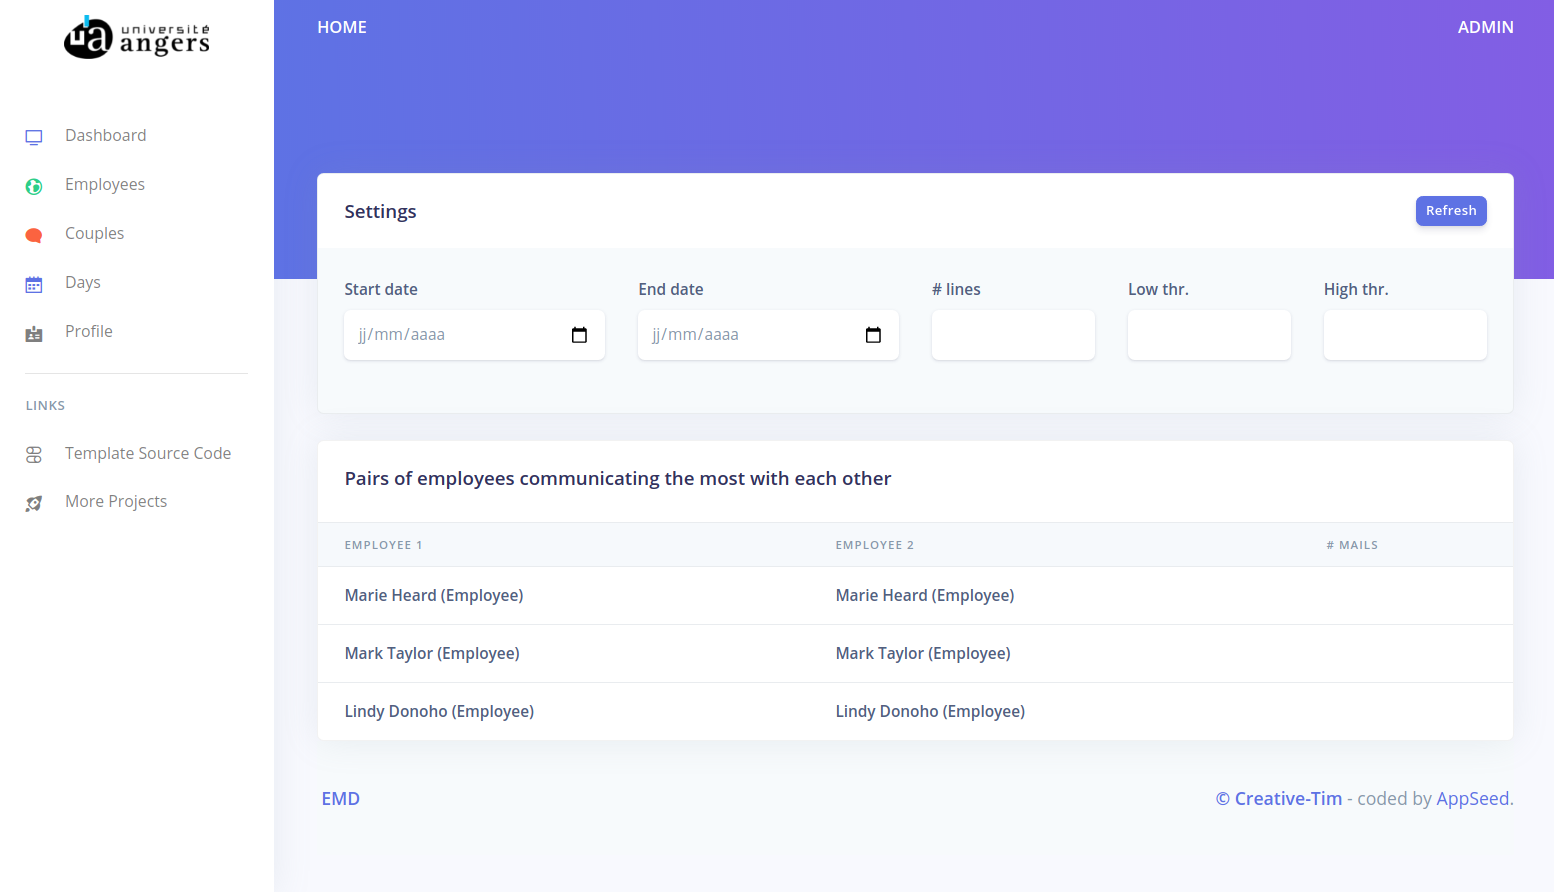 université
angers
HOME
ADMIN
Dashboard
Employees
Couples
Days
Profile
LINKS
Template Source Code
More Projects
Settings
Refresh
Start date
End date
# lines
Low thr.
High thr.
jj/mm/aaaa
jj/mm/aaaa
Pairs of employees communicating the most with each other
EMPLOYEE 1
EMPLOYEE 2
# MAILS
Marie Heard (Employee)
Marie Heard (Employee)
Mark Taylor (Employee)
Mark Taylor (Employee)
Lindy Donoho (Employee)
Lindy Donoho (Employee)
EMD
© Creative-Tim - coded by AppSeed.